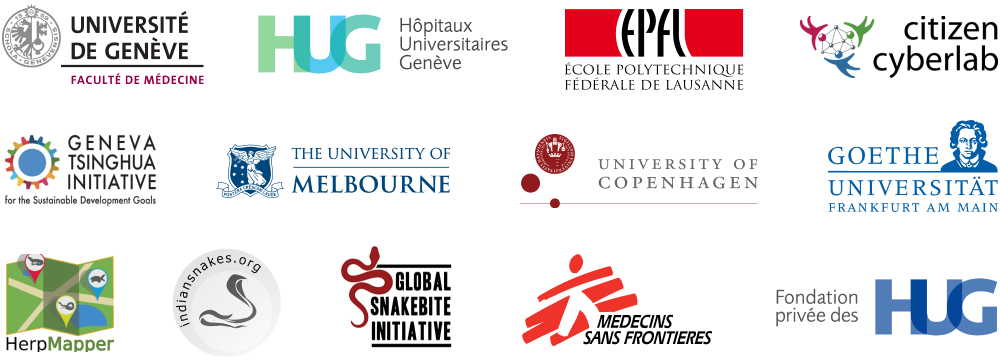 UNIVERSITÉ
DE GENÈVE
FACULTÉ DE MÉDECINE
HUG
Hôpitaux
Universitaires
Genève
EPFL
ÉCOLE POLYTECHNIQUE
FÉDÉRALE DE LAUSANNE
citizen
cyberlab
GENEVA
TSINGHUA
INITIATIVE
for the Sustainable Development Goals
THE UNIVERSITY OF
MELBOURNE
UNIVERSITY OF
COPENHAGEN
GOETHE
UNIVERSITÄT
FRANKFURT AM MAIN
HerpMapper
indiansnakes.org
GLOBAL
SNAKEBITE
INITIATIVE
MEDECINS
SANS FRONTIERES
Fondation
privée des
HUG